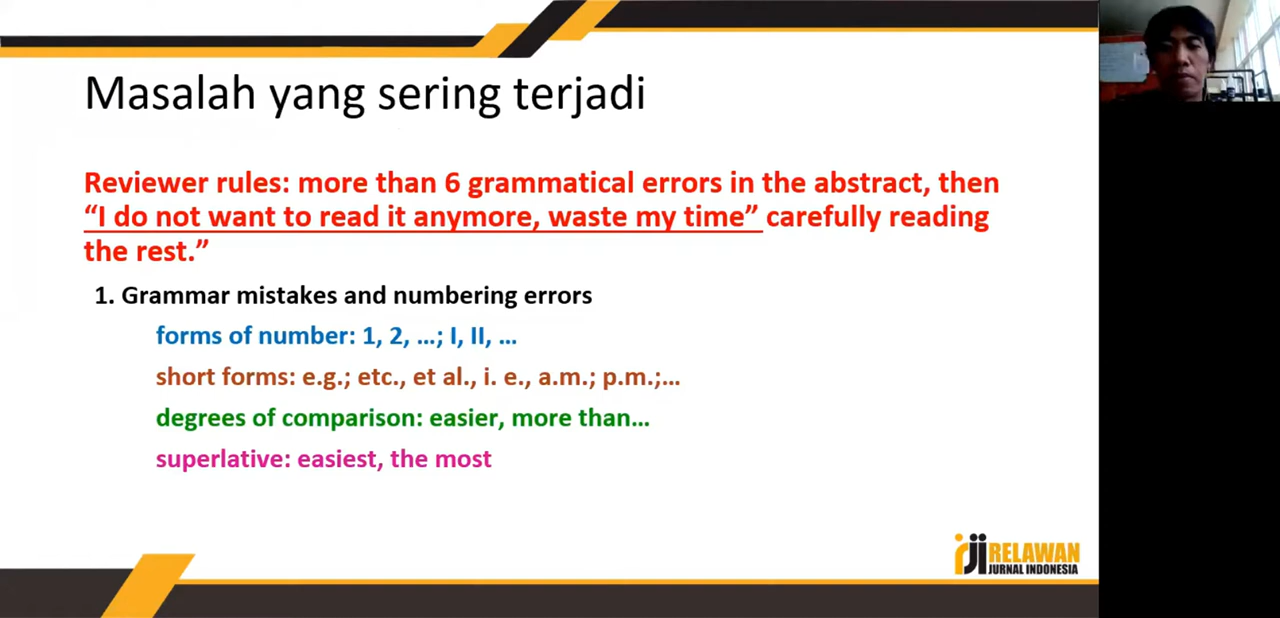 Masalah yang sering terjadi
Reviewer rules: more than 6 grammatical errors in the abstract, then
“I do not want to read it anymore, waste my time” carefully reading
the rest.”
1. Grammar mistakes and numbering errors
forms of number: 1, 2, …; I, II, …
short forms: e.g.; etc., et al., i. e., a.m.; p.m.;…
degrees of comparison: easier, more than…
superlative: easiest, the most
rji RELAWAN
JURNAL INDONESIA